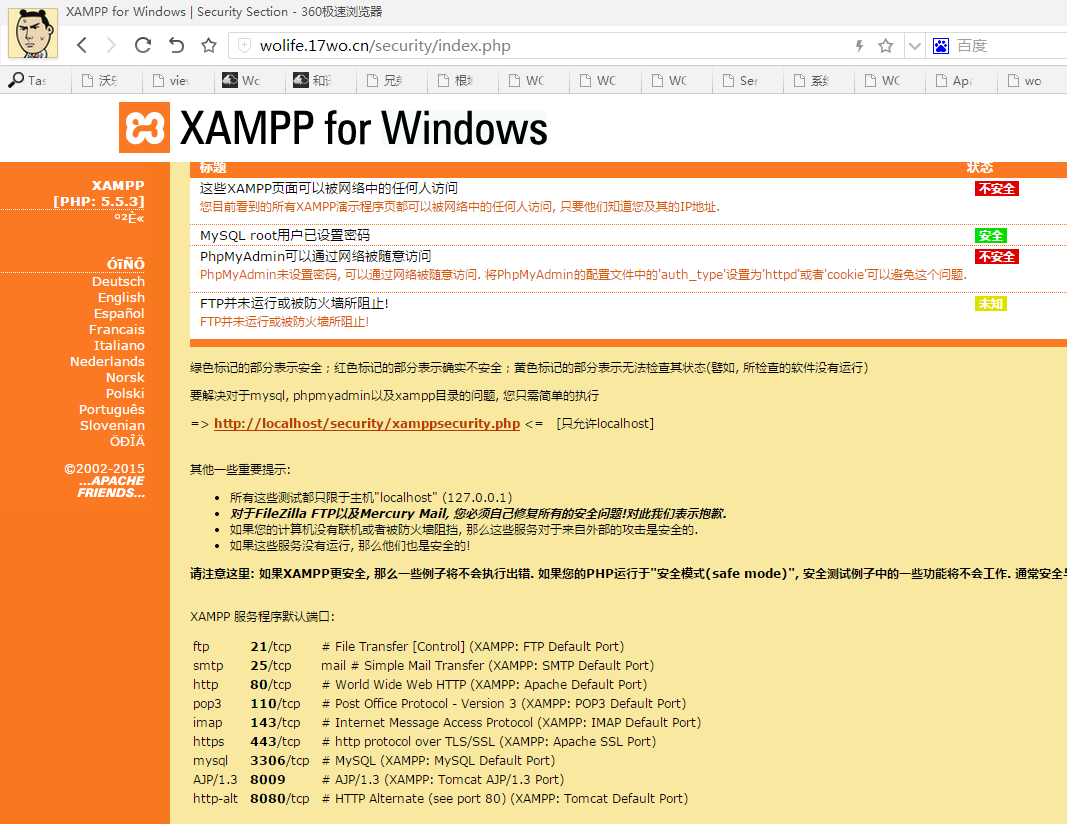 XAMPP for Windows | Security Section - 360极速浏览器
wolife.17wo.cn/security/index.php
百度
Tas 沃 viev Wc 和 兄 根 WC WC WC Ser 系 WC Ap wo
XAMPP for Windows
标题 状态
XAMPP
[PHP: 5.5.3]
º²È«
ÓïÑÔ
Deutsch
English
Español
Francais
Italiano
Nederlands
Norsk
Polski
Português
Slovenian
ÖÐÎÄ
©2002-2015
...APACHE
FRIENDS...
这些XAMPP页面可以被网络中的任何人访问 不安全
您目前看到的所有XAMPP演示程序页都可以被网络中的任何人访问, 只要他们知道您及其的IP地址.
MySQL root用户已设置密码 安全
PhpMyAdmin可以通过网络被随意访问 不安全
PhpMyAdmin未设置密码, 可以通过网络被随意访问. 将PhpMyAdmin的配置文件中的'auth_type'设置为'httpd'或者'cookie'可以避免这个问题.
FTP并未运行或被防火墙所阻止! 未知
FTP并未运行或被防火墙所阻止!
绿色标记的部分表示安全；红色标记的部分表示确实不安全；黄色标记的部分表示无法检查其状态(譬如, 所检查的软件没有运行)
要解决对于mysql, phpmyadmin以及xampp目录的问题, 您只需简单的执行
=> http://localhost/security/xamppsecurity.php <= [只允许localhost]
其他一些重要提示:
• 所有这些测试都只限于主机"localhost" (127.0.0.1)
• 对于FileZilla FTP以及Mercury Mail, 您必须自己修复所有的安全问题!对此我们表示抱歉.
• 如果您的计算机没有联机或者被防火墙阻挡, 那么这些服务对于来自外部的攻击是安全的.
• 如果这些服务没有运行, 那么他们也是安全的!
请注意这里: 如果XAMPP更安全, 那么一些例子将不会执行出错. 如果您的PHP运行于"安全模式(safe mode)", 安全测试例子中的一些功能将不会工作. 通常安全
XAMPP 服务程序默认端口:
ftp 21/tcp # File Transfer [Control] (XAMPP: FTP Default Port)
smtp 25/tcp mail # Simple Mail Transfer (XAMPP: SMTP Default Port)
http 80/tcp # World Wide Web HTTP (XAMPP: Apache Default Port)
pop3 110/tcp # Post Office Protocol - Version 3 (XAMPP: POP3 Default Port)
imap 143/tcp # Internet Message Access Protocol (XAMPP: IMAP Default Port)
https 443/tcp # http protocol over TLS/SSL (XAMPP: Apache SSL Port)
mysql 3306/tcp # MySQL (XAMPP: MySQL Default Port)
AJP/1.3 8009 # AJP/1.3 (XAMPP: Tomcat AJP/1.3 Port)
http-alt 8080/tcp # HTTP Alternate (see port 80) (XAMPP: Tomcat Default Port)